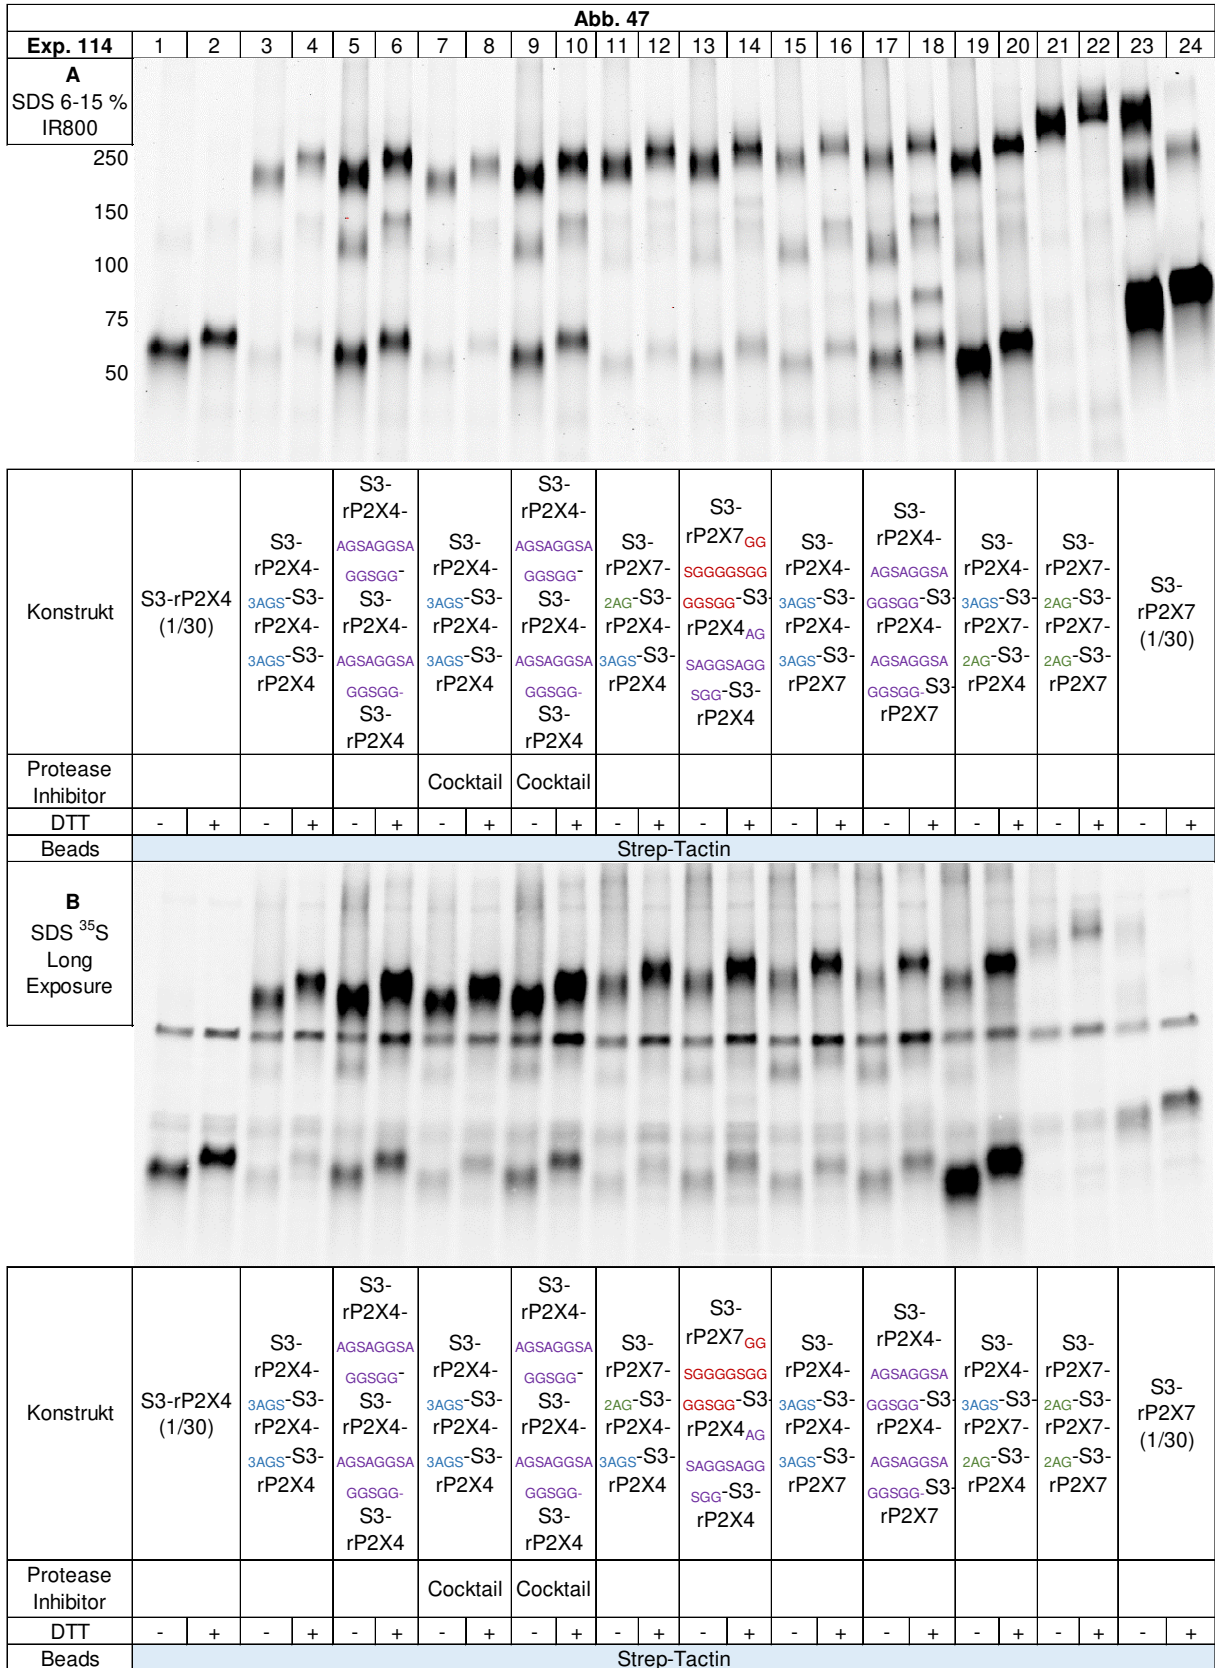 Abb. 47
Exp. 114 1 2 3 4 5 6 7 8 9 10 11 12 13 14 15 16 17 18 19 20 21 22 23 24
A
SDS 6-15 %
IR800
250
150
100
75
50
Konstrukt
S3-rP2X4
(1/30)
S3-
rP2X4-
3AGS-S3-
rP2X4-
3AGS-S3-
rP2X4
S3-
rP2X4-
AGSAGGSA
GGSGG-
S3-
rP2X4-
AGSAGGSA
GGSGG-
S3-
rP2X4
S3-
rP2X4-
3AGS-S3-
rP2X4-
3AGS-S3-
rP2X4
S3-
rP2X4-
AGSAGGSA
GGSGG-
S3-
rP2X4-
AGSAGGSA
GGSGG-
S3-
rP2X4
S3-
rP2X7-
2AG-S3-
rP2X4-
3AGS-S3-
rP2X4
S3-
rP2X7GG
SGGGGSGG
GGSGG-S3-
rP2X4AG
SAGGSAGG
SGG-S3-
rP2X4
S3-
rP2X4-
3AGS-S3-
rP2X4-
3AGS-S3-
rP2X7
S3-
rP2X4-
AGSAGGSA
GGSGG-S3-
rP2X4-
AGSAGGSA
GGSGG-S3-
rP2X7
S3-
rP2X4-
3AGS-S3-
rP2X7-
2AG-S3-
rP2X4
S3-
rP2X7-
2AG-S3-
rP2X7-
2AG-S3-
rP2X7
S3-
rP2X7
(1/30)
Protease
Inhibitor
Cocktail Cocktail
DTT - + - + - + - + - + - + - + - + - + - + - + - +
Beads Strep-Tactin
B
SDS 35S
Long
Exposure
Konstrukt
S3-rP2X4
(1/30)
S3-
rP2X4-
3AGS-S3-
rP2X4-
3AGS-S3-
rP2X4
S3-
rP2X4-
AGSAGGSA
GGSGG-
S3-
rP2X4-
AGSAGGSA
GGSGG-
S3-
rP2X4
S3-
rP2X4-
3AGS-S3-
rP2X4-
3AGS-S3-
rP2X4
S3-
rP2X4-
AGSAGGSA
GGSGG-
S3-
rP2X4-
AGSAGGSA
GGSGG-
S3-
rP2X4
S3-
rP2X7-
2AG-S3-
rP2X4-
3AGS-S3-
rP2X4
S3-
rP2X7GG
SGGGGSGG
GGSGG-S3-
rP2X4AG
SAGGSAGG
SGG-S3-
rP2X4
S3-
rP2X4-
3AGS-S3-
rP2X4-
3AGS-S3-
rP2X7
S3-
rP2X4-
AGSAGGSA
GGSGG-S3-
rP2X4-
AGSAGGSA
GGSGG-S3-
rP2X7
S3-
rP2X4-
3AGS-S3-
rP2X7-
2AG-S3-
rP2X4
S3-
rP2X7-
2AG-S3-
rP2X7-
2AG-S3-
rP2X7
S3-
rP2X7
(1/30)
Protease
Inhibitor
Cocktail Cocktail
DTT - + - + - + - + - + - + - + - + - + - + - + - +
Beads Strep-Tactin